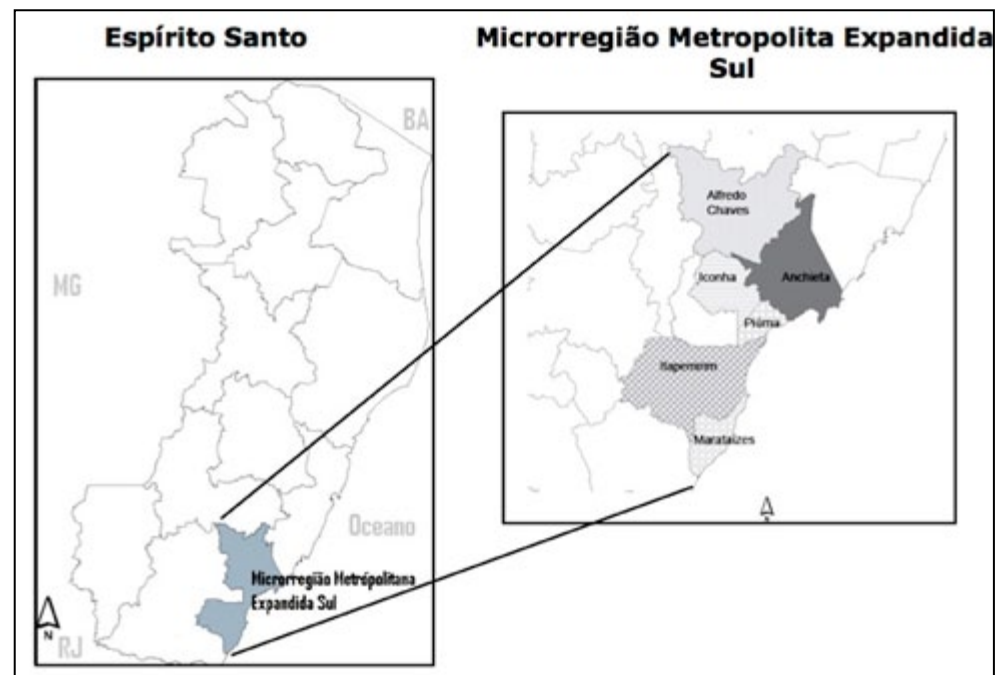 Espírito Santo
Microrregião Metropolita Expandida
Sul
BA
MG
Oceano
Microrregião Metrópolitana
Expandida Sul
N
RJ
Alfredo
Chaves
Iconha
Anchieta
Piúma
Itapemirim
Marataízes
N